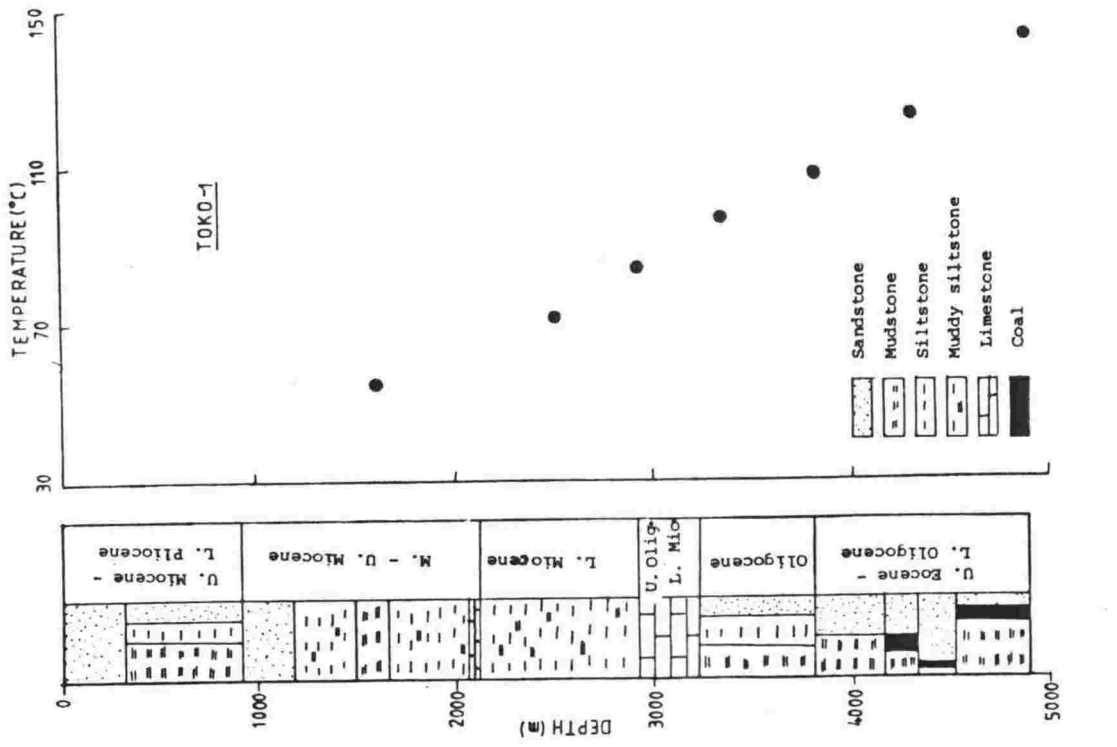 TEMPERATURE(°C)
30
70
110
150
TOKO-1
Sandstone
Mudstone
Siltstone
Muddy siltstone
Limestone
Coal
U. Miocene -
L. Pliocene
M. - U. Miocene
L. Miocene
U. Olig-
L. Mio
Oligocene
U. Eocene -
L. Oligocene
0
1000
2000
3000
4000
5000
DEPTH(m)